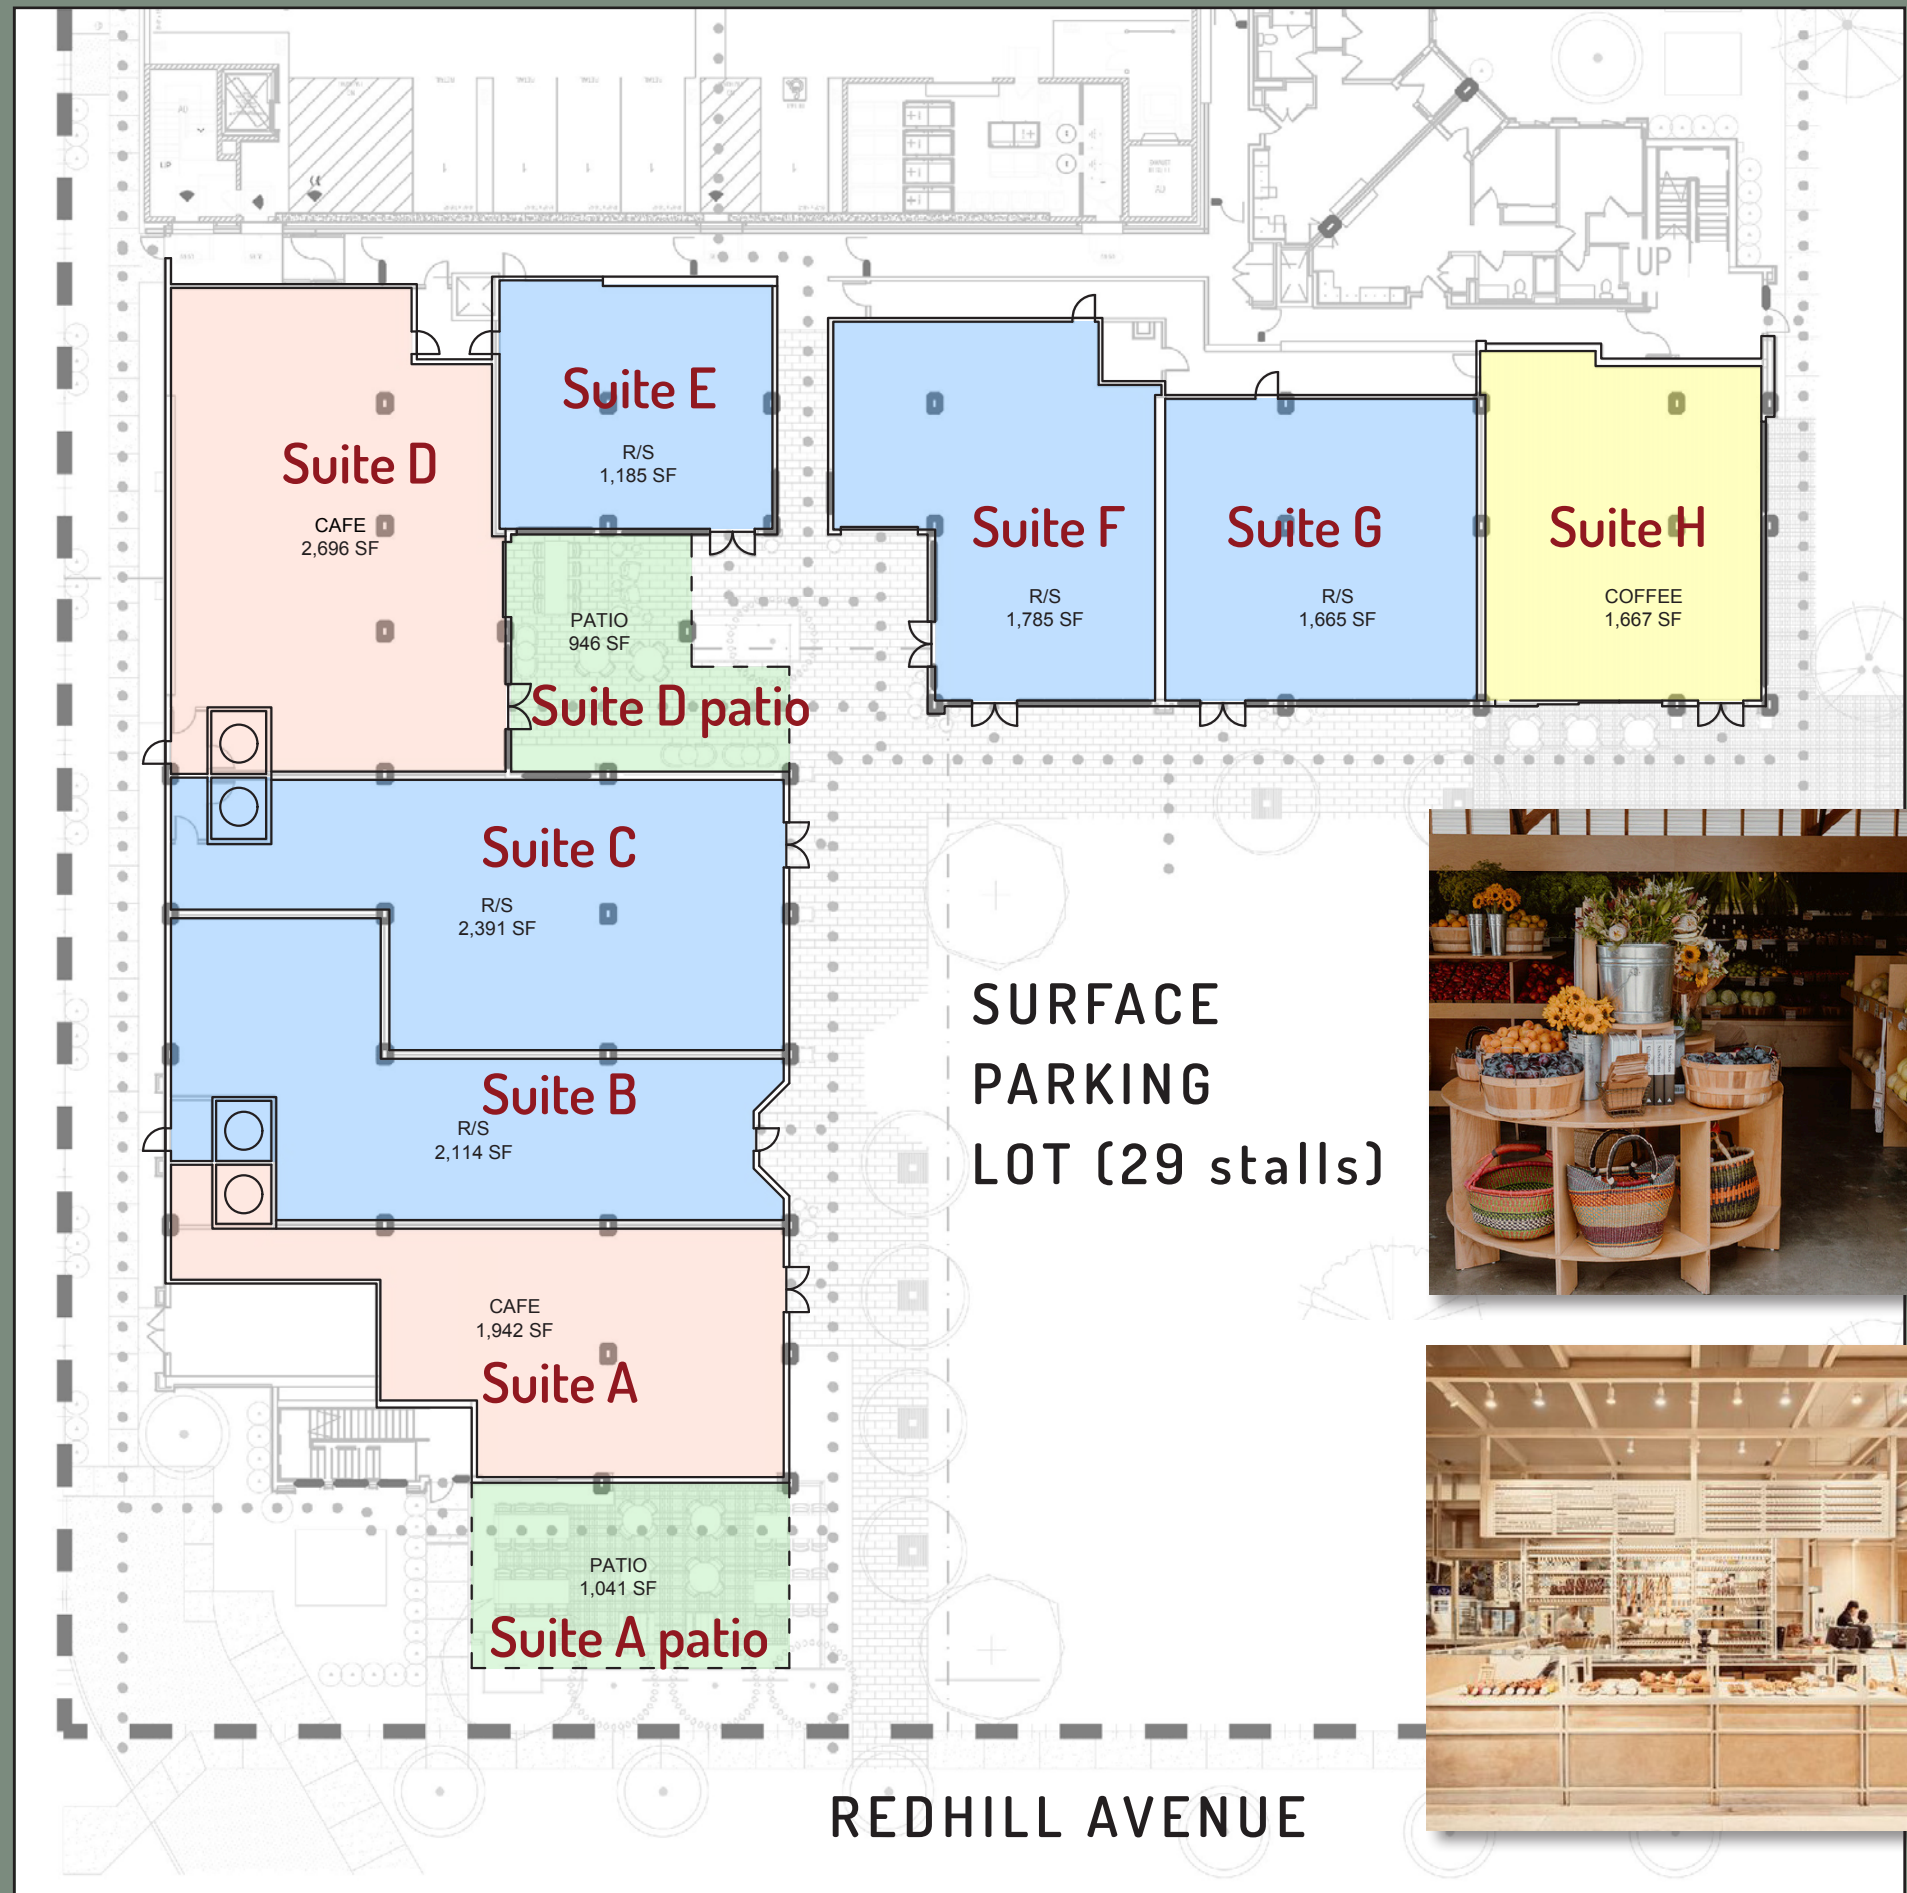 UP
Suite E
R/S
1,185 SF
Suite D
CAFE
2,696 SF
Suite F
R/S
1,785 SF
Suite G
R/S
1,665 SF
Suite H
COFFEE
1,667 SF
PATIO
946 SF
Suite D patio
Suite C
R/S
2,391 SF
Suite B
R/S
2,114 SF
SURFACE
PARKING
LOT (29 stalls)
CAFE
1,942 SF
Suite A
PATIO
1,041 SF
Suite A patio
REDHILL AVENUE